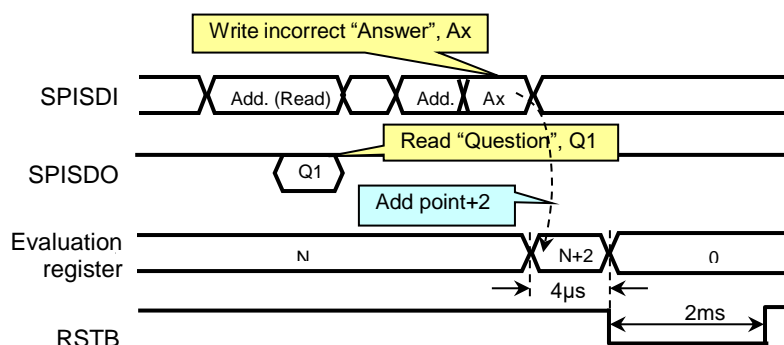 Write incorrect “Answer”, Ax
SPISDI
Add. (Read)
Add.
Ax
Read “Question”, Q1
SPISDO
Q1
Add point+2
Evaluation
register
N
N+2
0
4µs
2ms
RSTB